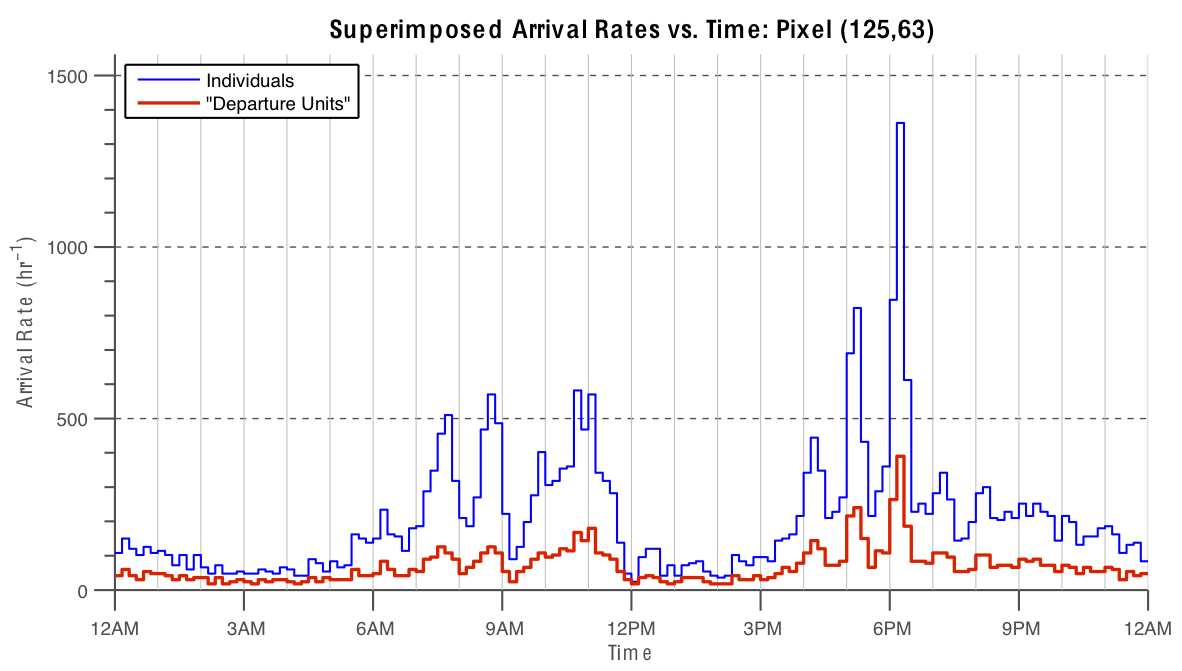 Superimposed Arrival Rates vs. Time: Pixel (125,63)
Individuals
"Departure Units"
1500
1000
500
0
Arrival Rate (hr⁻¹)
12AM 3AM 6AM 9AM 12PM 3PM 6PM 9PM 12AM
Time